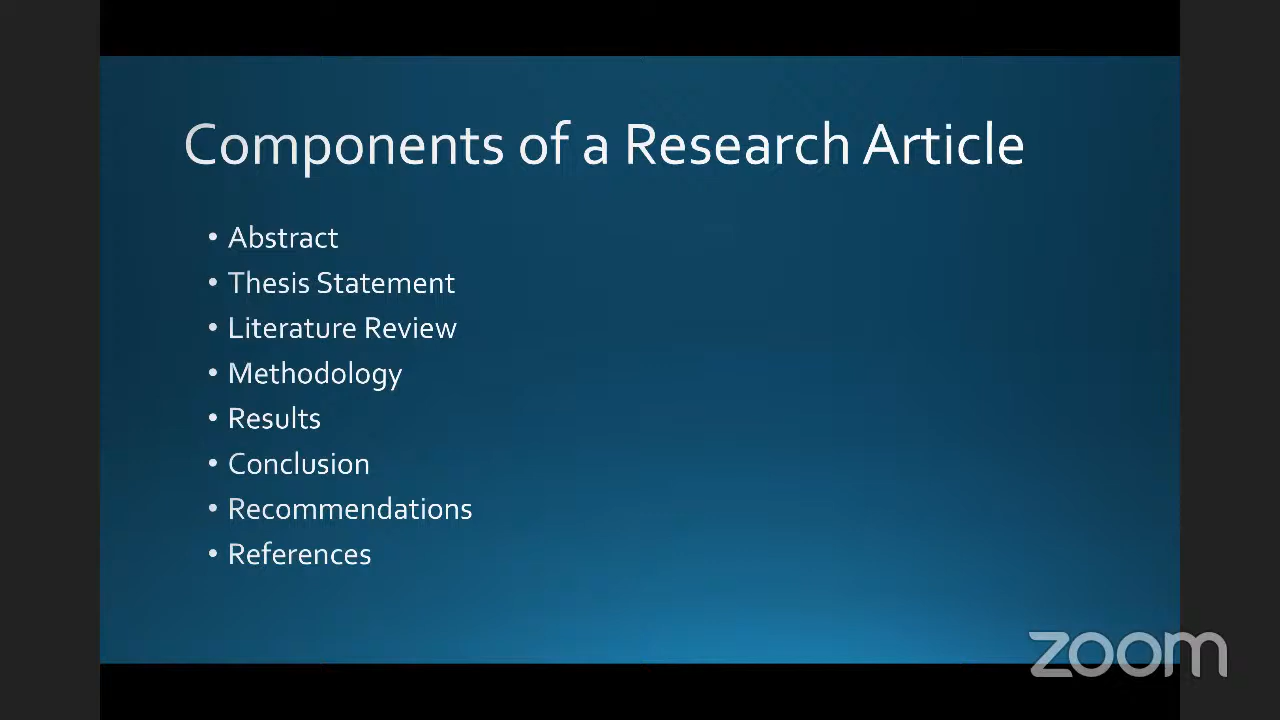 Components of a Research Article
• Abstract
• Thesis Statement
• Literature Review
• Methodology
• Results
• Conclusion
• Recommendations
• References
zoom